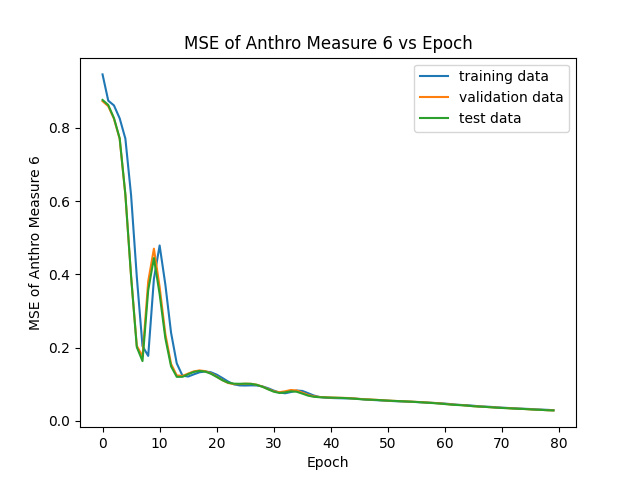 MSE of Anthro Measure 6 vs Epoch
training data
validation data
test data
MSE of Anthro Measure 6
0.8
0.6
0.4
0.2
0.0
0 10 20 30 40 50 60 70 80
Epoch